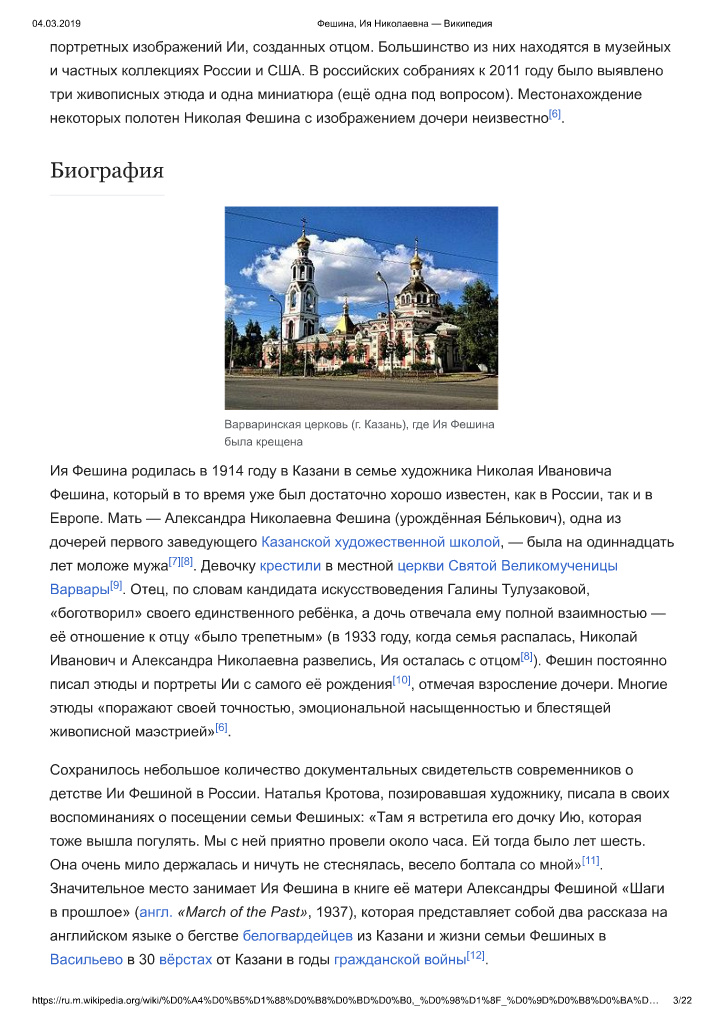 04.03.2019 Фешина, Ия Николаевна — Википедия
портретных изображений Ии, созданных отцом. Большинство из них находятся в музейных
и частных коллекциях России и США. В российских собраниях к 2011 году было выявлено
три живописных этюда и одна миниатюра (ещё одна под вопросом). Местонахождение
некоторых полотен Николая Фешина с изображением дочери неизвестно[6].
Биография
Варваринская церковь (г. Казань), где Ия Фешина
была крещена
Ия Фешина родилась в 1914 году в Казани в семье художника Николая Ивановича
Фешина, который в то время уже был достаточно хорошо известен, как в России, так и в
Европе. Мать — Александра Николаевна Фешина (урождённая Бе́лькович), одна из
дочерей первого заведующего Казанской художественной школой, — была на одиннадцать
лет моложе мужа[7][8]. Девочку крестили в местной церкви Святой Великомученицы
Варвары[9]. Отец, по словам кандидата искусствоведения Галины Тулузаковой,
«боготворил» своего единственного ребёнка, а дочь отвечала ему полной взаимностью —
её отношение к отцу «было трепетным» (в 1933 году, когда семья распалась, Николай
Иванович и Александра Николаевна развелись, Ия осталась с отцом[8]). Фешин постоянно
писал этюды и портреты Ии с самого её рождения[10], отмечая взросление дочери. Многие
этюды «поражают своей точностью, эмоциональной насыщенностью и блестящей
живописной маэстрией»[6].
Сохранилось небольшое количество документальных свидетельств современников о
детстве Ии Фешиной в России. Наталья Кротова, позировавшая художнику, писала в своих
воспоминаниях о посещении семьи Фешиных: «Там я встретила его дочку Ию, которая
тоже вышла погулять. Мы с ней приятно провели около часа. Ей тогда было лет шесть.
Она очень мило держалась и ничуть не стеснялась, весело болтала со мной»[11].
Значительное место занимает Ия Фешина в книге её матери Александры Фешиной «Шаги
в прошлое» (англ. «March of the Past», 1937), которая представляет собой два рассказа на
английском языке о бегстве белогвардейцев из Казани и жизни семьи Фешиных в
Васильево в 30 вёрстах от Казани в годы гражданской войны[12].
https://ru.m.wikipedia.org/wiki/%D0%A4%D0%B5%D1%88%D0%B8%D0%BD%D0%B0,_%D0%98%D1%8F_%D0%9D%D0%B8%D0%BA%D… 3/22